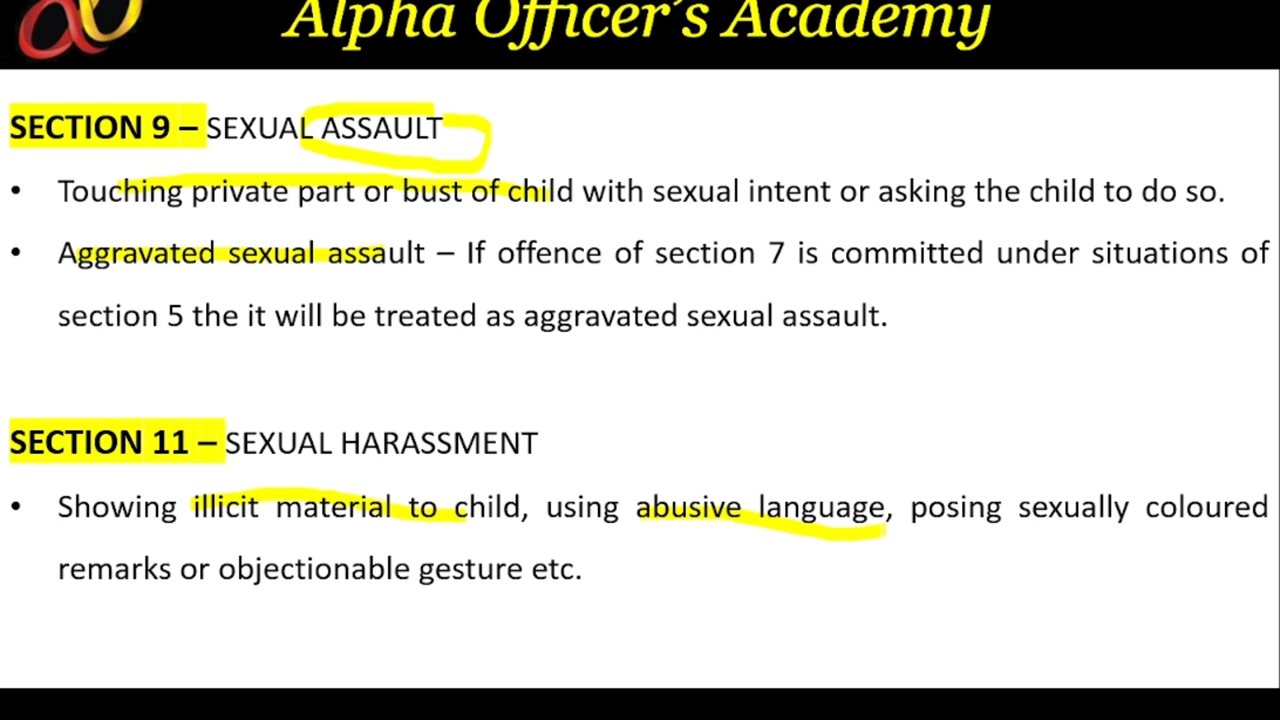 Alpha Officer's Academy
SECTION 9 – SEXUAL ASSAULT
• Touching private part or bust of child with sexual intent or asking the child to do so.
• Aggravated sexual assault – If offence of section 7 is committed under situations of
section 5 the it will be treated as aggravated sexual assault.
SECTION 11 – SEXUAL HARASSMENT
• Showing illicit material to child, using abusive language, posing sexually coloured
remarks or objectionable gesture etc.